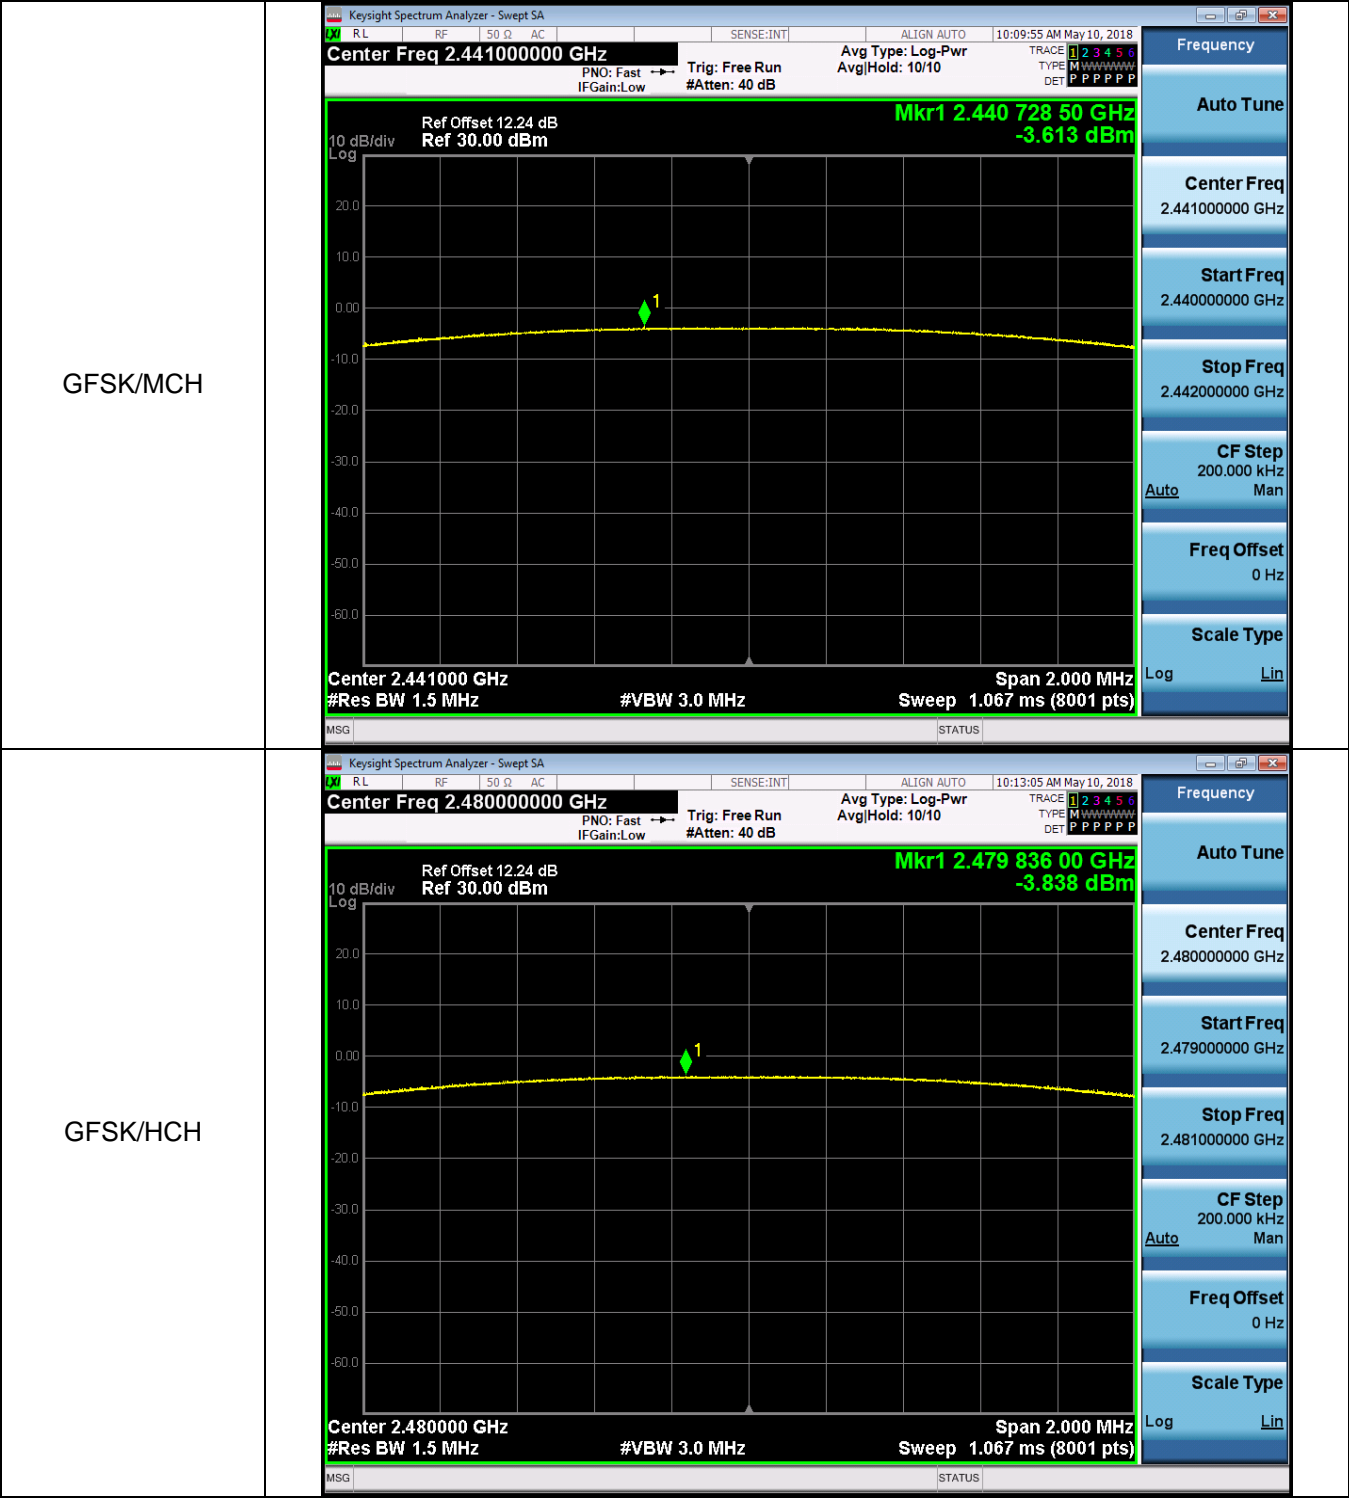 GFSK/MCH
Keysight Spectrum Analyzer - Swept SA
RL RF 50 Ω AC SENSE:INT ALIGN AUTO 10:09:55 AM May 10, 2018
Center Freq 2.441000000 GHz
PNO: Fast
IFGain:Low
Trig: Free Run
#Atten: 40 dB
Avg Type: Log-Pwr
Avg|Hold: 10/10
TRACE 1 2 3 4 5 6
TYPE M WWWWW
DET P P P P P P
Mkr1 2.440 728 50 GHz
-3.613 dBm
Ref Offset 12.24 dB
10 dB/div Ref 30.00 dBm
Log
20.0
10.0
0.00
-10.0
-20.0
-30.0
-40.0
-50.0
-60.0
1
Center 2.441000 GHz Span 2.000 MHz
#Res BW 1.5 MHz #VBW 3.0 MHz Sweep 1.067 ms (8001 pts)
MSG STATUS
Frequency
Auto Tune
Center Freq
2.441000000 GHz
Start Freq
2.440000000 GHz
Stop Freq
2.442000000 GHz
CF Step
200.000 kHz
Auto Man
Freq Offset
0 Hz
Scale Type
Log Lin
GFSK/HCH
Keysight Spectrum Analyzer - Swept SA
RL RF 50 Ω AC SENSE:INT ALIGN AUTO 10:13:05 AM May 10, 2018
Center Freq 2.480000000 GHz
PNO: Fast
IFGain:Low
Trig: Free Run
#Atten: 40 dB
Avg Type: Log-Pwr
Avg|Hold: 10/10
TRACE 1 2 3 4 5 6
TYPE M WWWWW
DET P P P P P P
Mkr1 2.479 836 00 GHz
-3.838 dBm
Ref Offset 12.24 dB
10 dB/div Ref 30.00 dBm
Log
20.0
10.0
0.00
-10.0
-20.0
-30.0
-40.0
-50.0
-60.0
1
Center 2.480000 GHz Span 2.000 MHz
#Res BW 1.5 MHz #VBW 3.0 MHz Sweep 1.067 ms (8001 pts)
MSG STATUS
Frequency
Auto Tune
Center Freq
2.480000000 GHz
Start Freq
2.479000000 GHz
Stop Freq
2.481000000 GHz
CF Step
200.000 kHz
Auto Man
Freq Offset
0 Hz
Scale Type
Log Lin